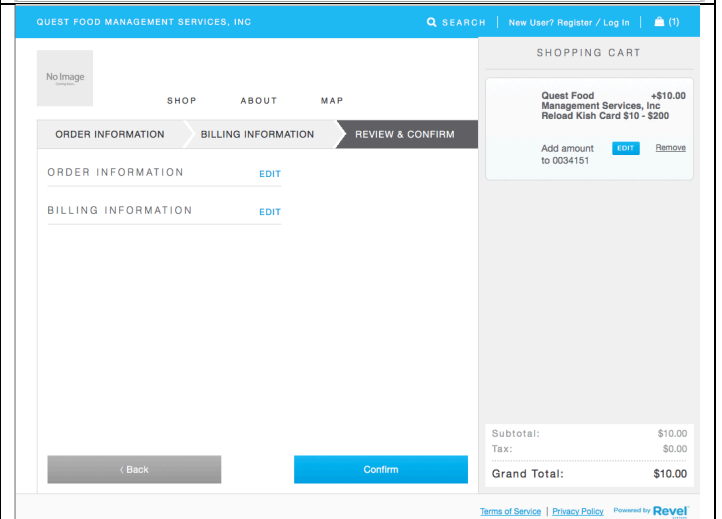 QUEST FOOD MANAGEMENT SERVICES, INC
SEARCH
New User? Register / Log In
(1)
No Image
SHOP ABOUT MAP
ORDER INFORMATION
BILLING INFORMATION
REVIEW & CONFIRM
ORDER INFORMATION EDIT
BILLING INFORMATION EDIT
‹ Back
Confirm
SHOPPING CART
Quest Food +$10.00
Management Services, Inc
Reload Kish Card $10 - $200
Add amount EDIT Remove
to 0034151
Subtotal: $10.00
Tax: $0.00
Grand Total: $10.00
Terms of Service | Privacy Policy Powered by Revel